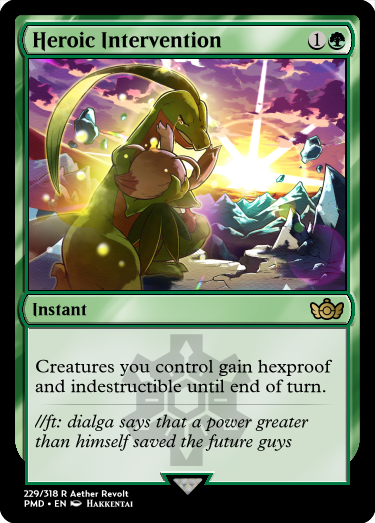 Heroic Intervention 1
Instant
Creatures you control gain hexproof
and indestructible until end of turn.
//ft: dialga says that a power greater
than himself saved the future guys
229/318 R Aether Revolt
PMD • EN HAKKENTAI